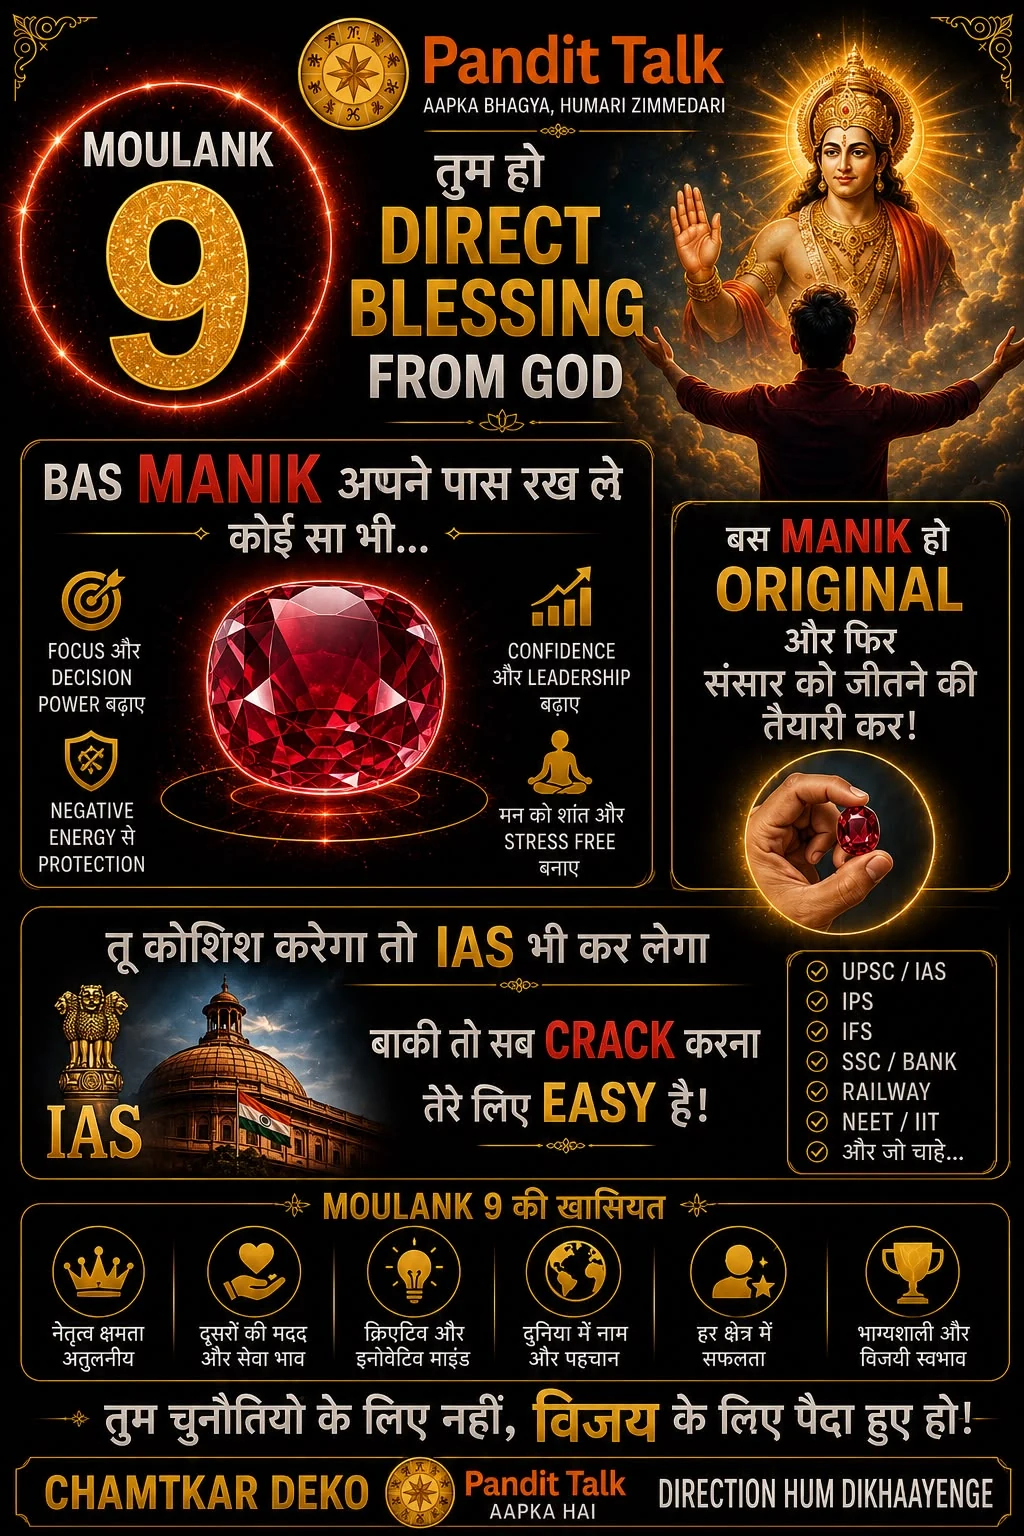 Pandit Talk
AAPKA BHAGYA, HUMARI ZIMMEDARI
MOULANK
9
तुम हो
DIRECT
BLESSING
FROM GOD
BAS MANIK अपने पास रख ले
कोई सा भी...
FOCUS और
DECISION
POWER बढ़ाए
CONFIDENCE
और LEADERSHIP
बढ़ाए
NEGATIVE
ENERGY से
PROTECTION
मन को शांत और
STRESS FREE
बनाए
बस MANIK हो
ORIGINAL
और फिर
संसार को जीतने की
तैयारी कर!
तू कोशिश करेगा तो IAS भी कर लेगा
IAS
बाकी तो सब CRACK करना
तेरे लिए EASY है!
UPSC / IAS
IPS
IFS
SSC / BANK
RAILWAY
NEET / IIT
और जो चाहे...
MOULANK 9 की खासियत
नेतृत्व क्षमता
अतुलनीय
दूसरों की मदद
और सेवा भाव
क्रिएटिव और
इनोवेटिव माइंड
दुनिया में नाम
और पहचान
हर क्षेत्र में
सफलता
भाग्यशाली और
विजयी स्वभाव
तुम चुनौतियो के लिए नहीं, विजय के लिए पैदा हुए हो!
CHAMTKAR DEKO
Pandit Talk
AAPKA HAI
DIRECTION HUM DIKHAAYENGE